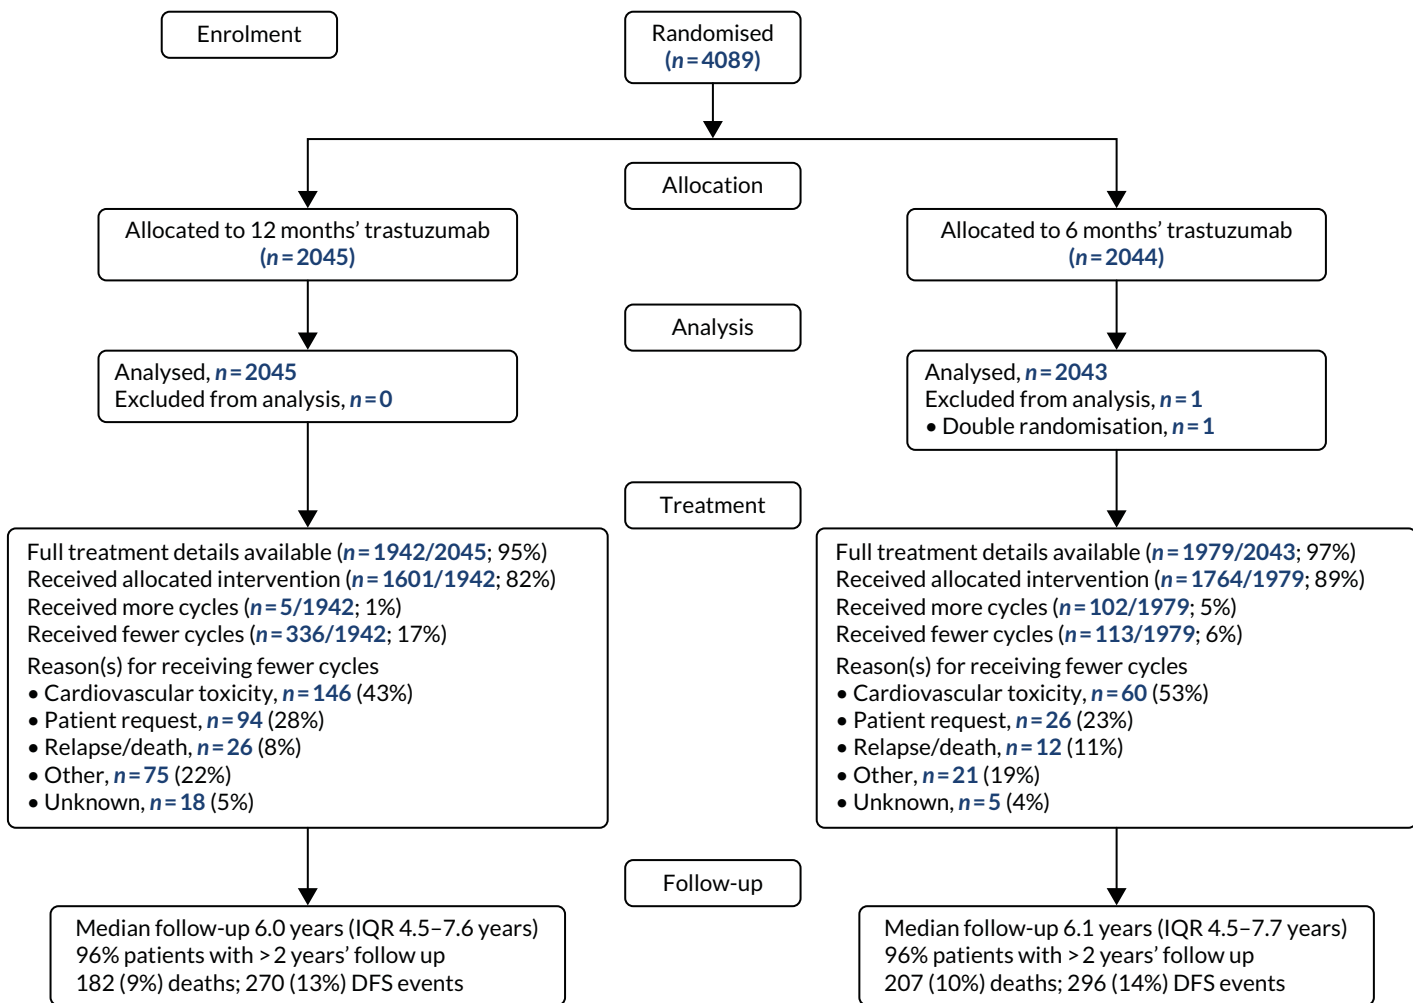 Enrolment
Randomised
(n=4089)
Allocation
Allocated to 12 months’ trastuzumab
(n=2045)
Allocated to 6 months’ trastuzumab
(n=2044)
Analysis
Analysed, n=2045
Excluded from analysis, n=0
Analysed, n=2043
Excluded from analysis, n=1
• Double randomisation, n=1
Treatment
Full treatment details available (n=1942/2045; 95%)
Received allocated intervention (n=1601/1942; 82%)
Received more cycles (n=5/1942; 1%)
Received fewer cycles (n=336/1942; 17%)
Reason(s) for receiving fewer cycles
• Cardiovascular toxicity, n=146 (43%)
• Patient request, n=94 (28%)
• Relapse/death, n=26 (8%)
• Other, n=75 (22%)
• Unknown, n=18 (5%)
Full treatment details available (n=1979/2043; 97%)
Received allocated intervention (n=1764/1979; 89%)
Received more cycles (n=102/1979; 5%)
Received fewer cycles (n=113/1979; 6%)
Reason(s) for receiving fewer cycles
• Cardiovascular toxicity, n=60 (53%)
• Patient request, n=26 (23%)
• Relapse/death, n=12 (11%)
• Other, n=21 (19%)
• Unknown, n=5 (4%)
Follow-up
Median follow-up 6.0 years (IQR 4.5–7.6 years)
96% patients with >2 years’ follow up
182 (9%) deaths; 270 (13%) DFS events
Median follow-up 6.1 years (IQR 4.5–7.7 years)
96% patients with >2 years’ follow up
207 (10%) deaths; 296 (14%) DFS events